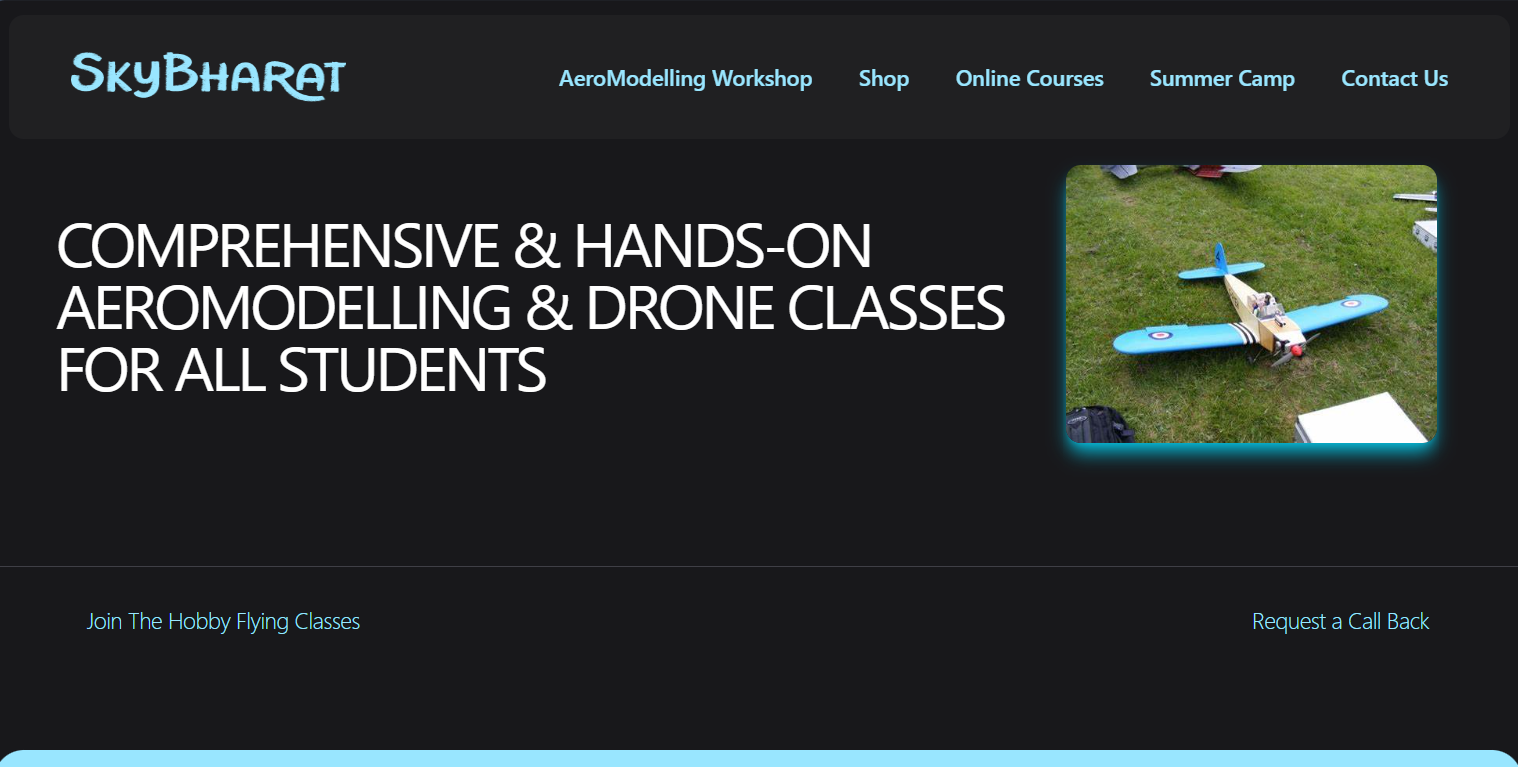 SkyBharat
AeroModelling Workshop
Shop
Online Courses
Summer Camp
Contact Us
COMPREHENSIVE & HANDS-ON
AEROMODELLING & DRONE CLASSES
FOR ALL STUDENTS
Join The Hobby Flying Classes
Request a Call Back